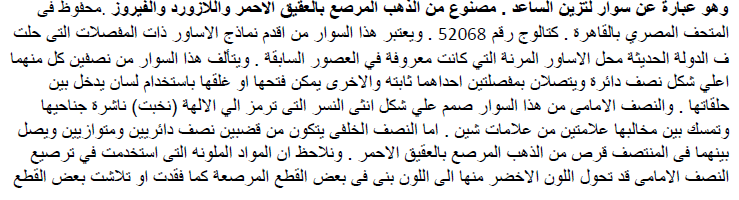 وهو عبارة عن سوار لتزين الساعد . مصنوع من الذهب المرصع بالعقيق الاحمر واللازورد والفيروز .محفوظ فى
المتحف المصري بالقاهرة . كتالوج رقم 52068 . ويعتبر هذا السوار من اقدم نماذج الاساور ذات المفصلات التى حلت
ف الدولة الحديثة محل الاساور المرنة التي كانت معروفة في العصور السابقة . ويتألف هذا السوار من نصفين كل منهما
اعلي شكل نصف دائرة ويتصلان بمفصلتين احداهما ثابته والاخرى يمكن فتحها او غلقها باستخدام لسان يدخل بين
حلقاتها . والنصف الامامى من هذا السوار صمم علي شكل انثى النسر التى ترمز الي الالهة (نخبت) ناشرة جناحيها
وتمسك بين مخالبها علامتين من علامات شين . اما النصف الخلفى يتكون من قضبين نصف دائريين ومتوازيين ويصل
بينهما فى المنتصف قرص من الذهب المرصع بالعقيق الاحمر . ونلاحظ ان المواد الملونه التى استخدمت في ترصيع
النصف الامامى قد تحول اللون الاخضر منها الى اللون بنى فى بعض القطع المرصعة كما فقدت او تلاشت بعض القطع